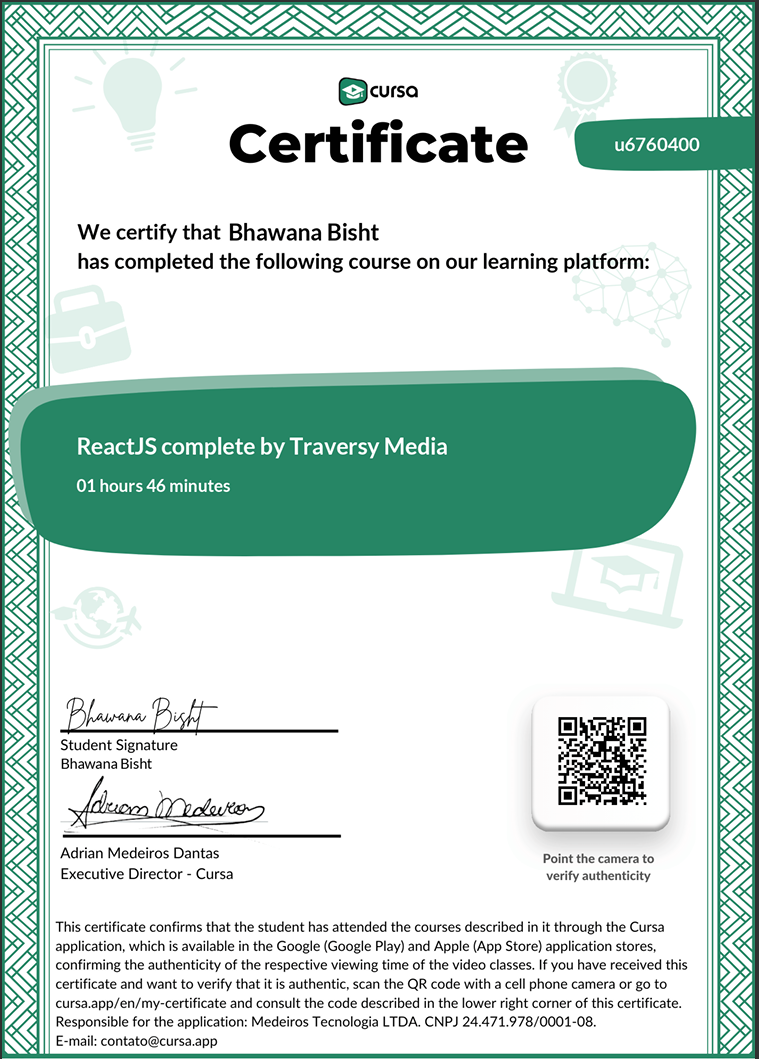 cursa
Certificate
u6760400
We certify that Bhawana Bisht
has completed the following course on our learning platform:
ReactJS complete by Traversy Media
01 hours 46 minutes
Bhawana Bisht
Student Signature
Bhawana Bisht
Adrian Medeiros
Adrian Medeiros Dantas
Executive Director - Cursa
Point the camera to
verify authenticity
This certificate confirms that the student has attended the courses described in it through the Cursa
application, which is available in the Google (Google Play) and Apple (App Store) application stores,
confirming the authenticity of the respective viewing time of the video classes. If you have received this
certificate and want to verify that it is authentic, scan the QR code with a cell phone camera or go to
cursa.app/en/my-certificate and consult the code described in the lower right corner of this certificate.
Responsible for the application: Medeiros Tecnologia LTDA. CNPJ 24.471.978/0001-08.
E-mail: contato@cursa.app